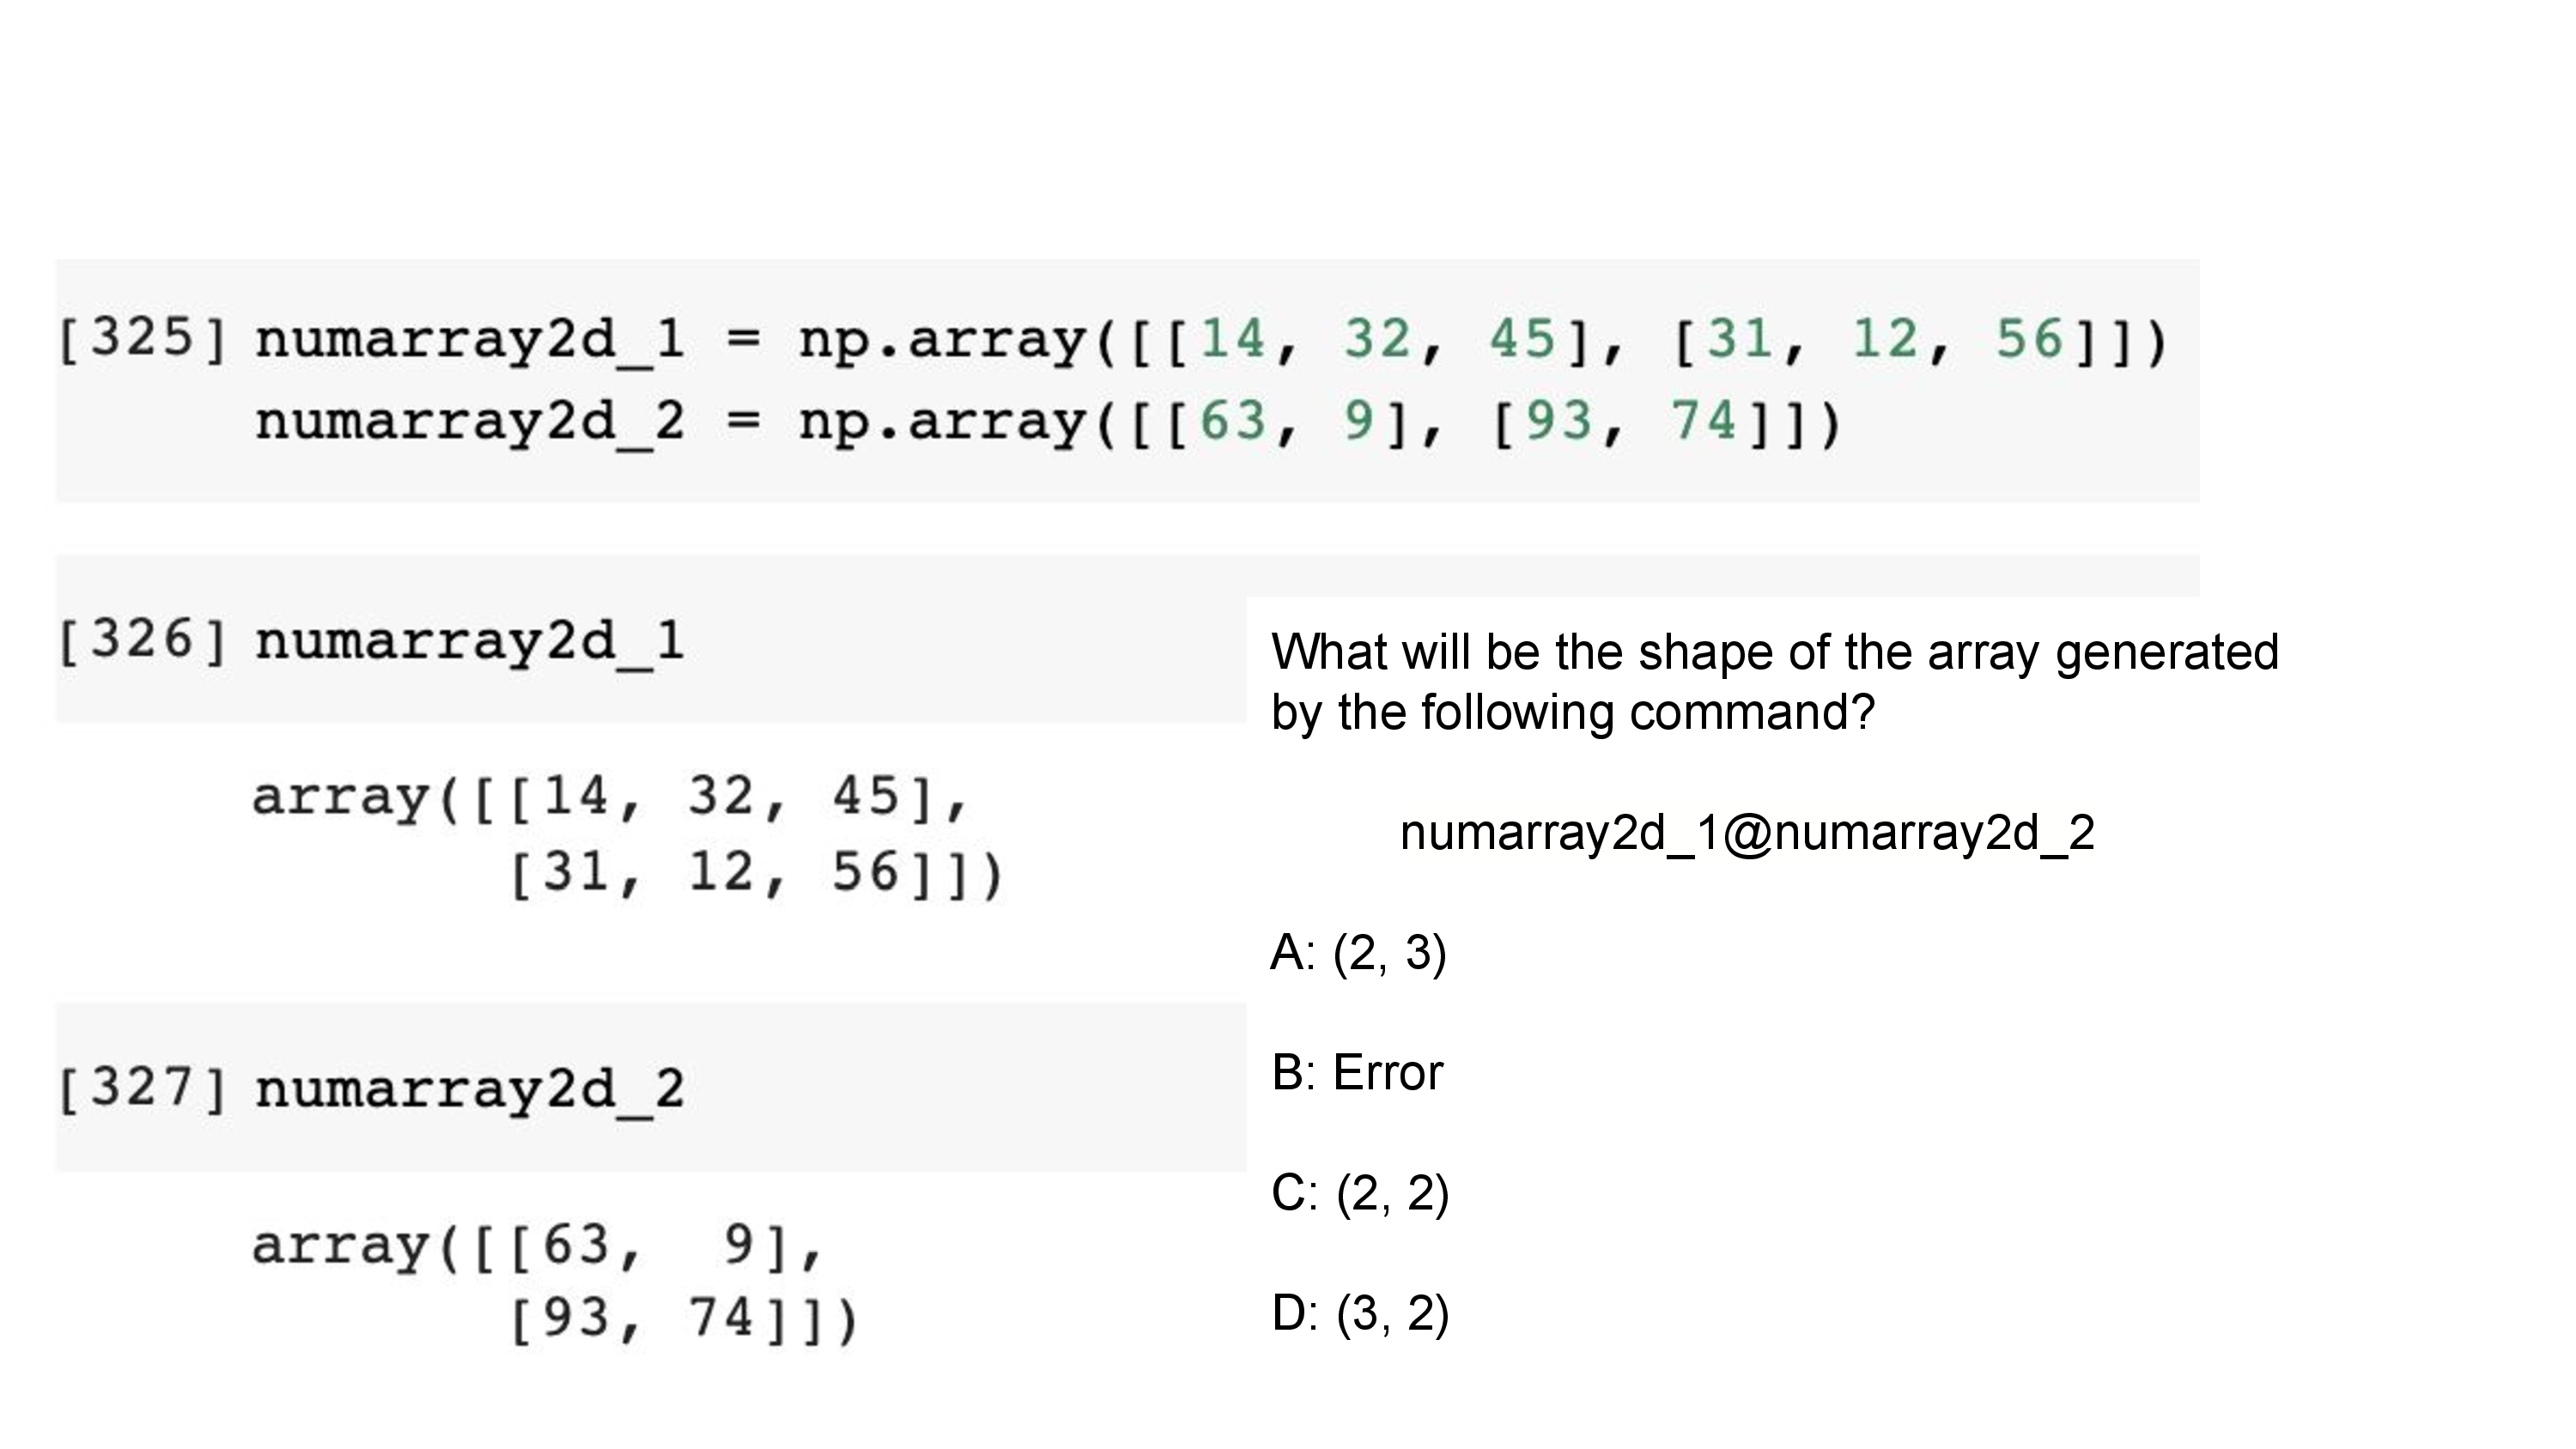 [325] numarray2d_1 = np.array([[14, 32, 45], [31, 12, 56]])
numarray2d_2 = np.array([[63, 9], [93, 74]])
[326] numarray2d_1
array([[14, 32, 45],
[31, 12, 56]])
[327] numarray2d_2
array([[63,  9],
[93, 74]])
What will be the shape of the array generated
by the following command?
numarray2d_1@numarray2d_2
A: (2, 3)
B: Error
C: (2, 2)
D: (3, 2)